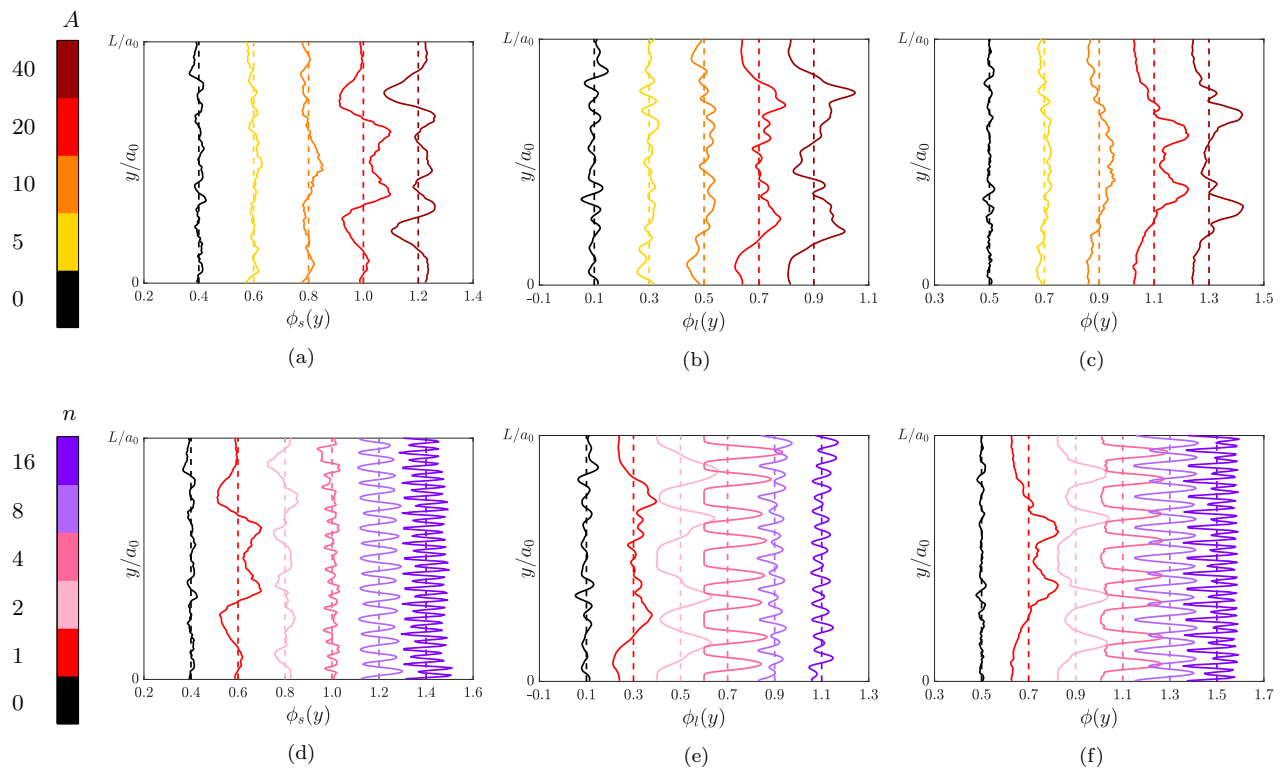 A
40
20
10
5
0
L/a₀
y/a₀
0
0.2 0.4 0.6 0.8 1.0 1.2 1.4
ϕₛ(y)
(a)
L/a₀
y/a₀
0
-0.1 0.1 0.3 0.5 0.7 0.9 1.1
ϕₗ(y)
(b)
L/a₀
y/a₀
0
0.3 0.5 0.7 0.9 1.1 1.3 1.5
ϕ(y)
(c)
n
16
8
4
2
1
0
L/a₀
y/a₀
0
0.2 0.4 0.6 0.8 1.0 1.2 1.4 1.6
ϕₛ(y)
(d)
L/a₀
y/a₀
0
-0.1 0.1 0.3 0.5 0.7 0.9 1.1 1.3
ϕₗ(y)
(e)
L/a₀
y/a₀
0
0.3 0.5 0.7 0.9 1.1 1.3 1.5 1.7
ϕ(y)
(f)